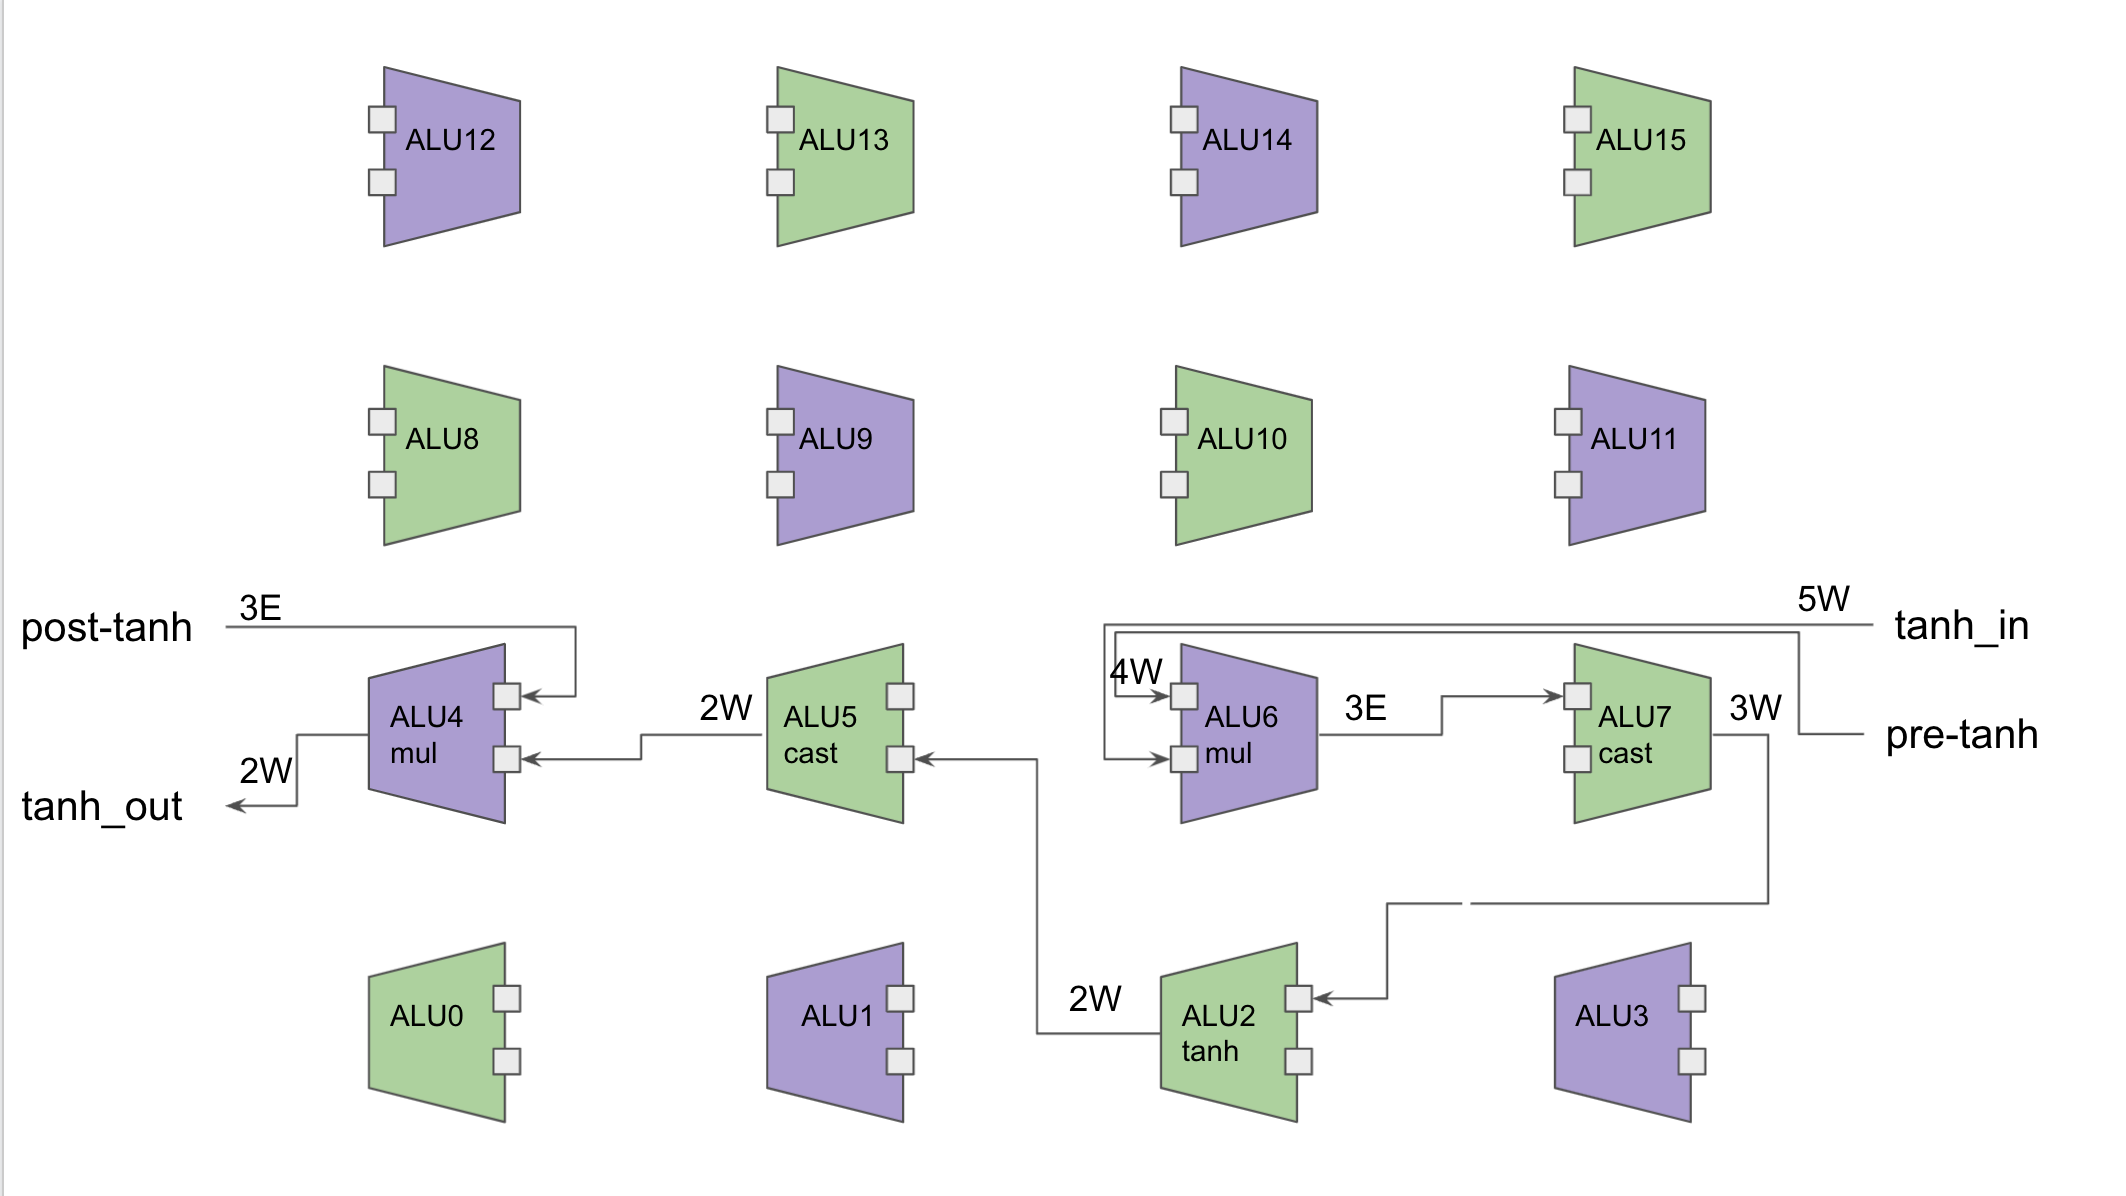 ALU12
ALU13
ALU14
ALU15
ALU8
ALU9
ALU10
ALU11
post-tanh
3E
5W
tanh_in
4W
ALU4
mul
2W
ALU5
cast
ALU6
mul
3E
ALU7
cast
3W
pre-tanh
2W
tanh_out
ALU0
ALU1
2W
ALU2
tanh
ALU3